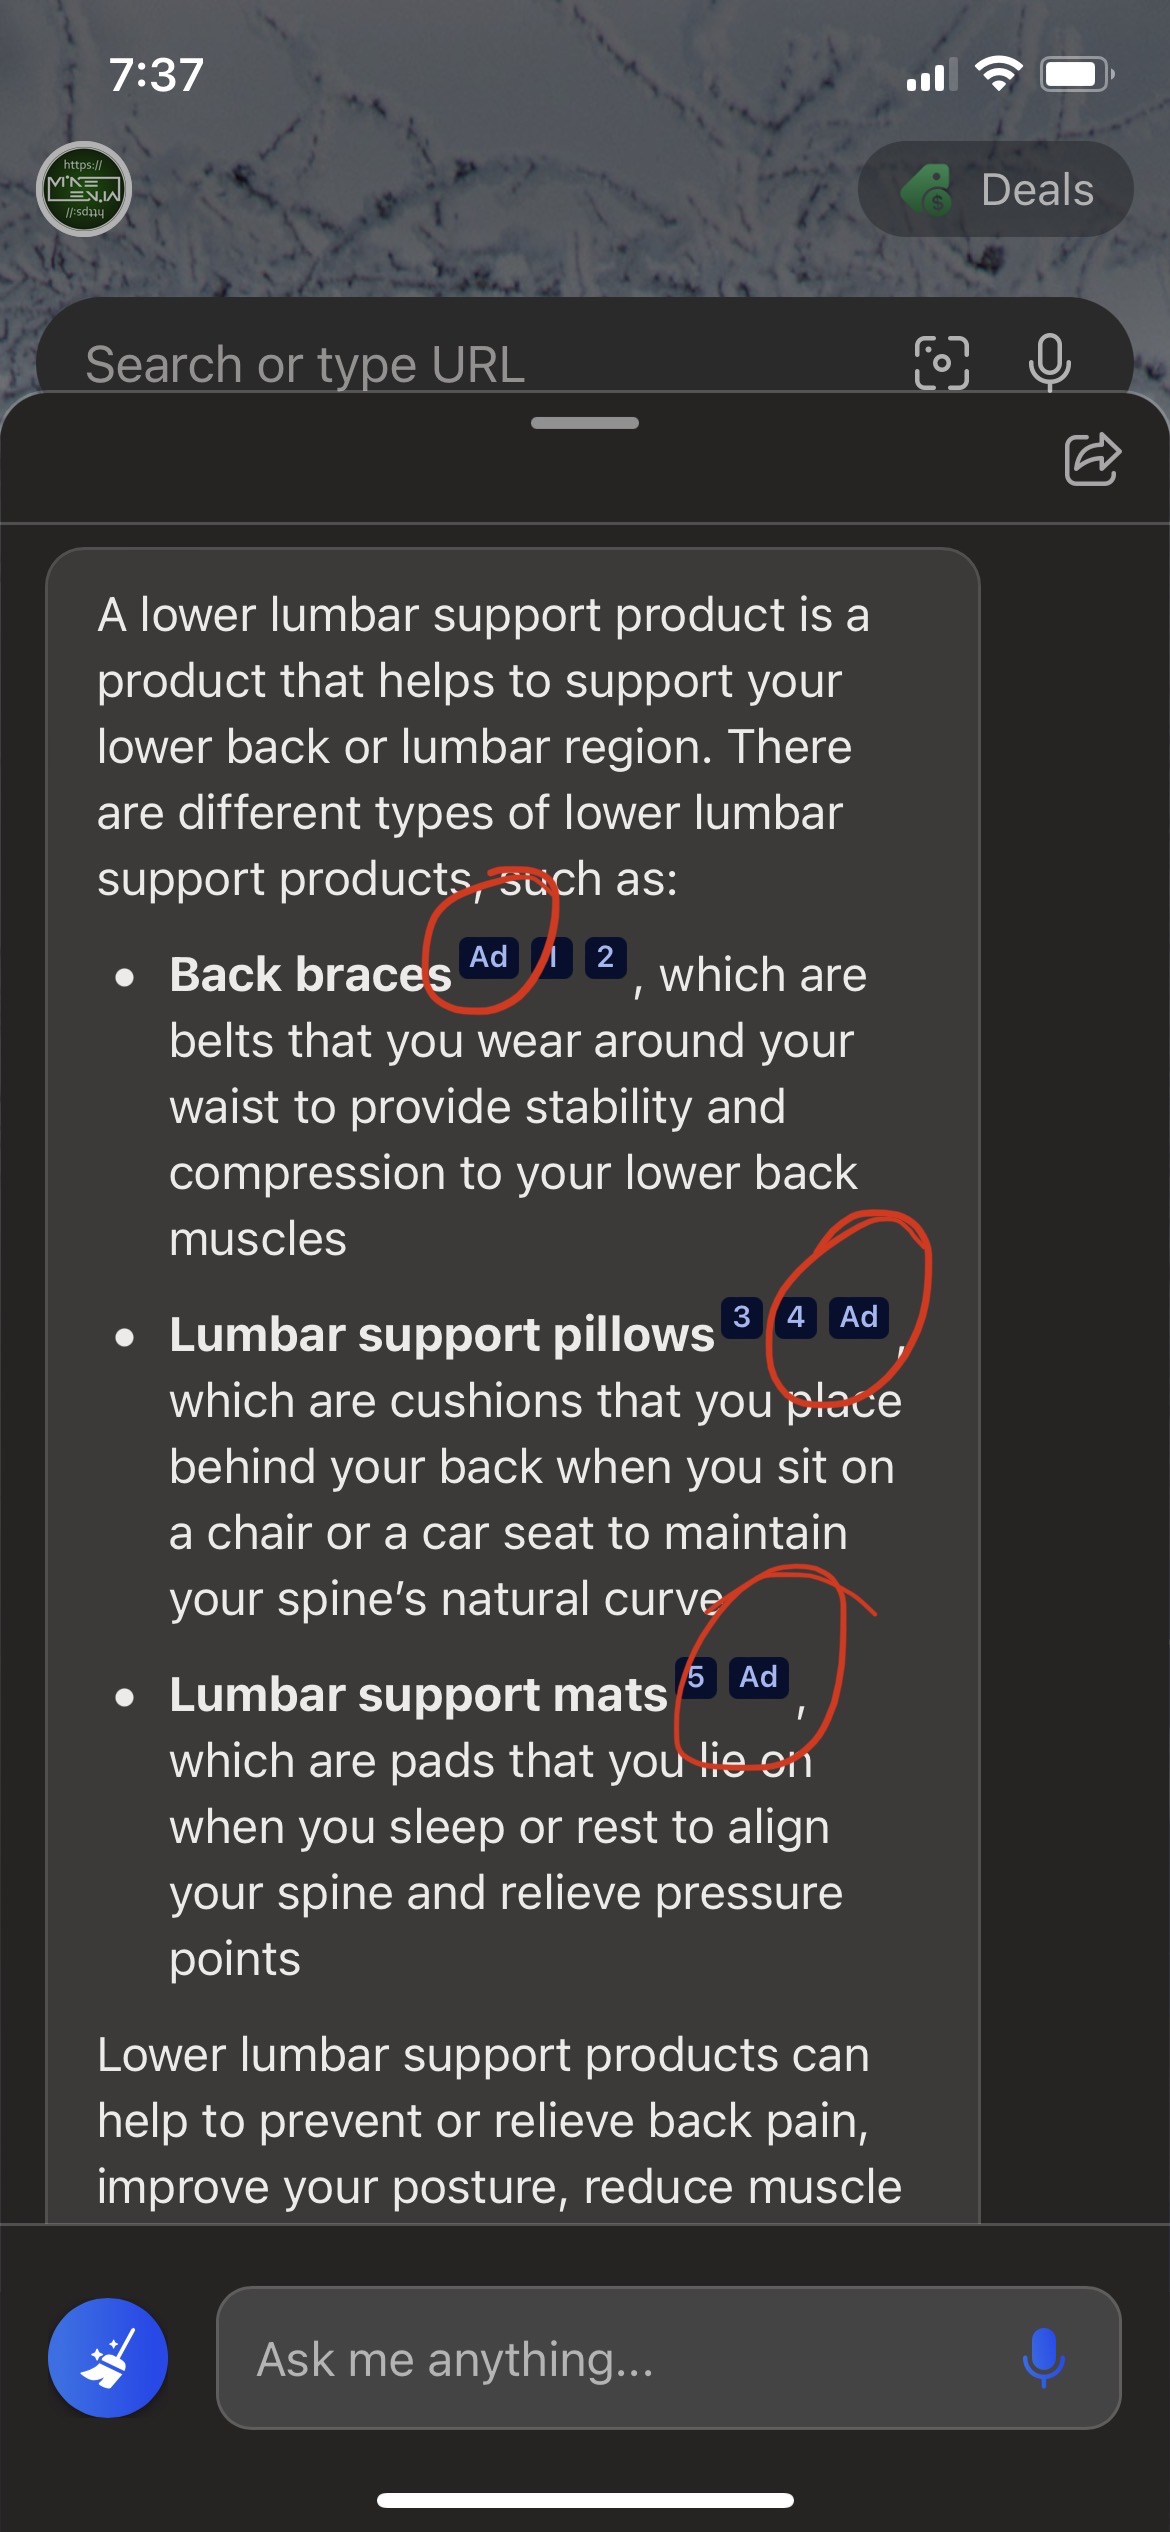 7:37
https://
Deals
Search or type URL
A lower lumbar support product is a
product that helps to support your
lower back or lumbar region. There
are different types of lower lumbar
support products, such as:
• Back braces Ad 1 2 , which are
belts that you wear around your
waist to provide stability and
compression to your lower back
muscles
• Lumbar support pillows 3 4 Ad ,
which are cushions that you place
behind your back when you sit on
a chair or a car seat to maintain
your spine’s natural curve
• Lumbar support mats 5 Ad ,
which are pads that you lie on
when you sleep or rest to align
your spine and relieve pressure
points
Lower lumbar support products can
help to prevent or relieve back pain,
improve your posture, reduce muscle
Ask me anything...